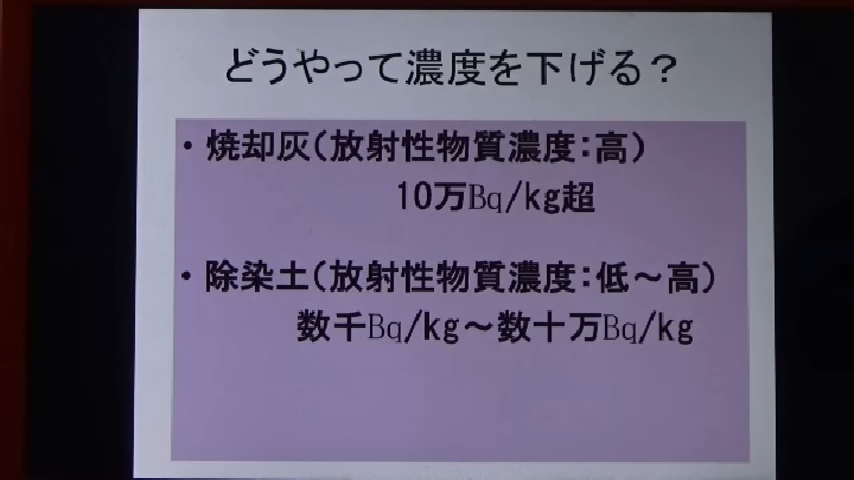 どうやって濃度を下げる？
・焼却灰（放射性物質濃度：高）
10万Bq/kg超
・除染土（放射性物質濃度：低～高）
数千Bq/kg～数十万Bq/kg